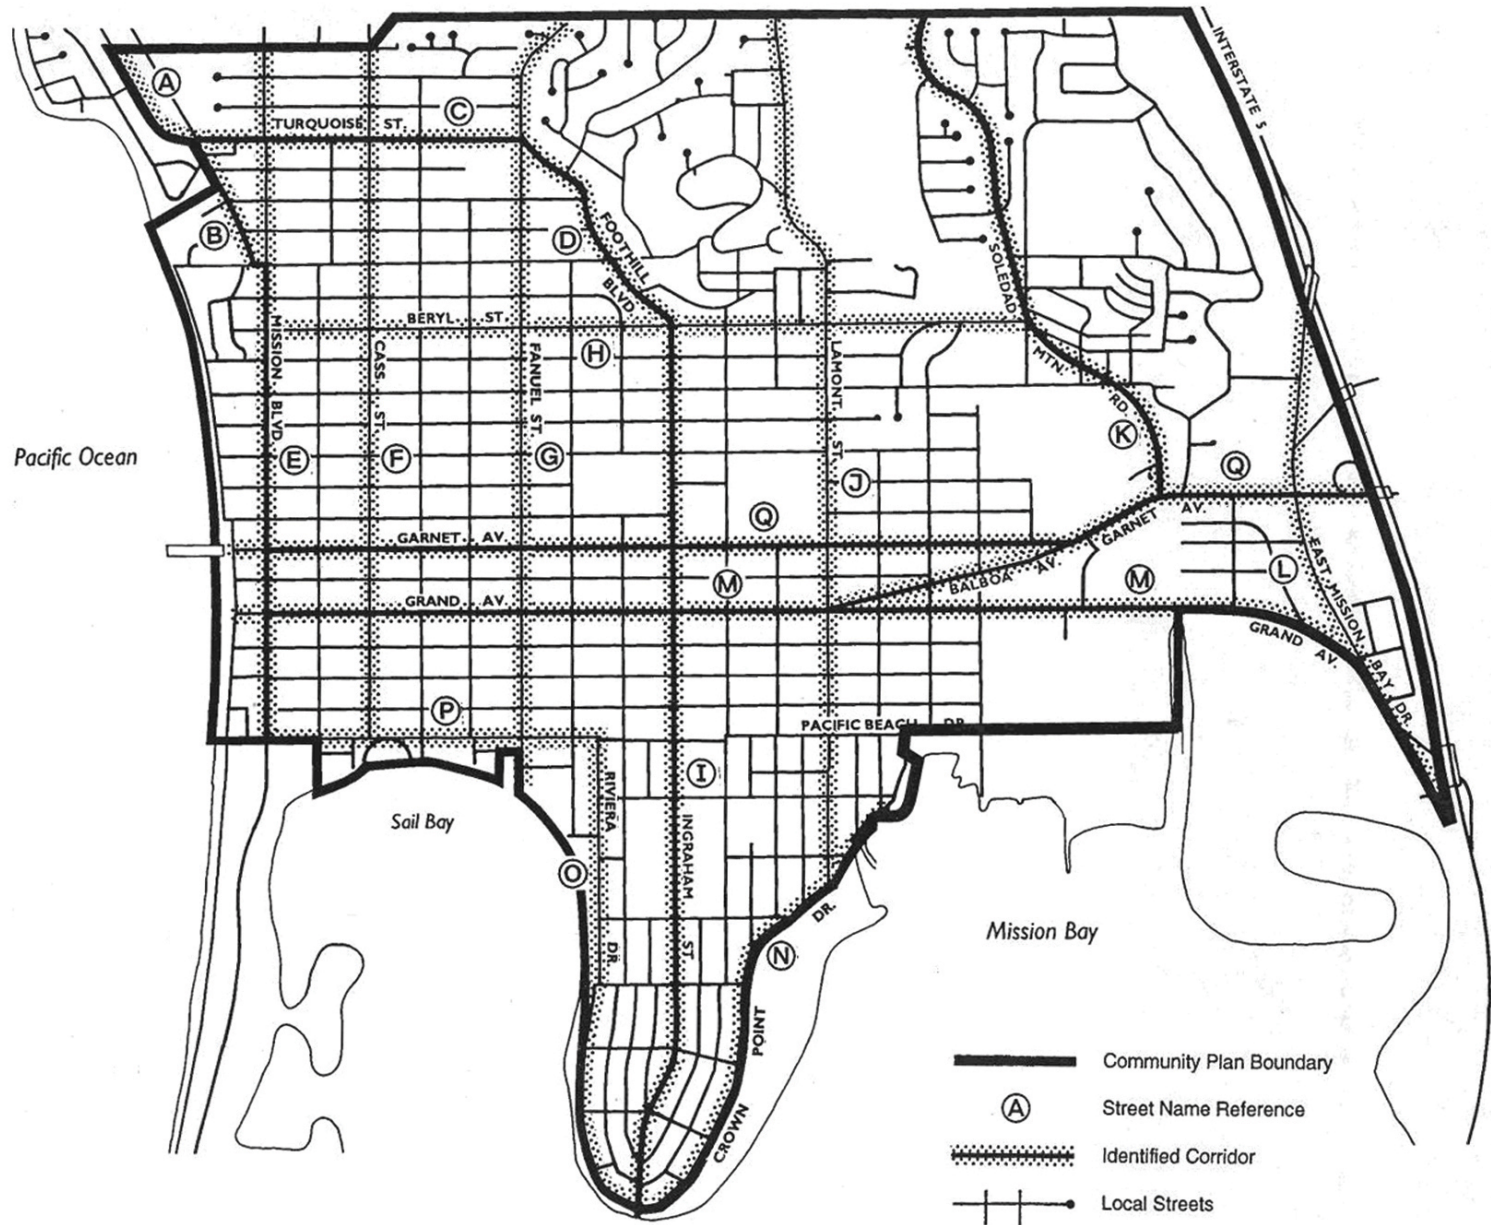 INTERSTATE 5
A
C
TURQUOISE ST.
B
D
FOOTHILL BLVD.
SOLEDAD
MTN.
RD.
BERYL ST.
MISSION BLVD.
CASS ST.
FANUEL ST.
H
LAMONT ST.
K
Pacific Ocean
E
F
G
J
Q
Q
GARNET AV.
GARNET AV.
BALBOA AV.
M
M
L
EAST MISSION BAY DR.
GRAND AV.
GRAND AV.
P
PACIFIC BEACH DR.
I
RIVIERA DR.
INGRAHAM ST.
Sail Bay
O
N
CROWN POINT DR.
Mission Bay
Community Plan Boundary
A Street Name Reference
Identified Corridor
Local Streets